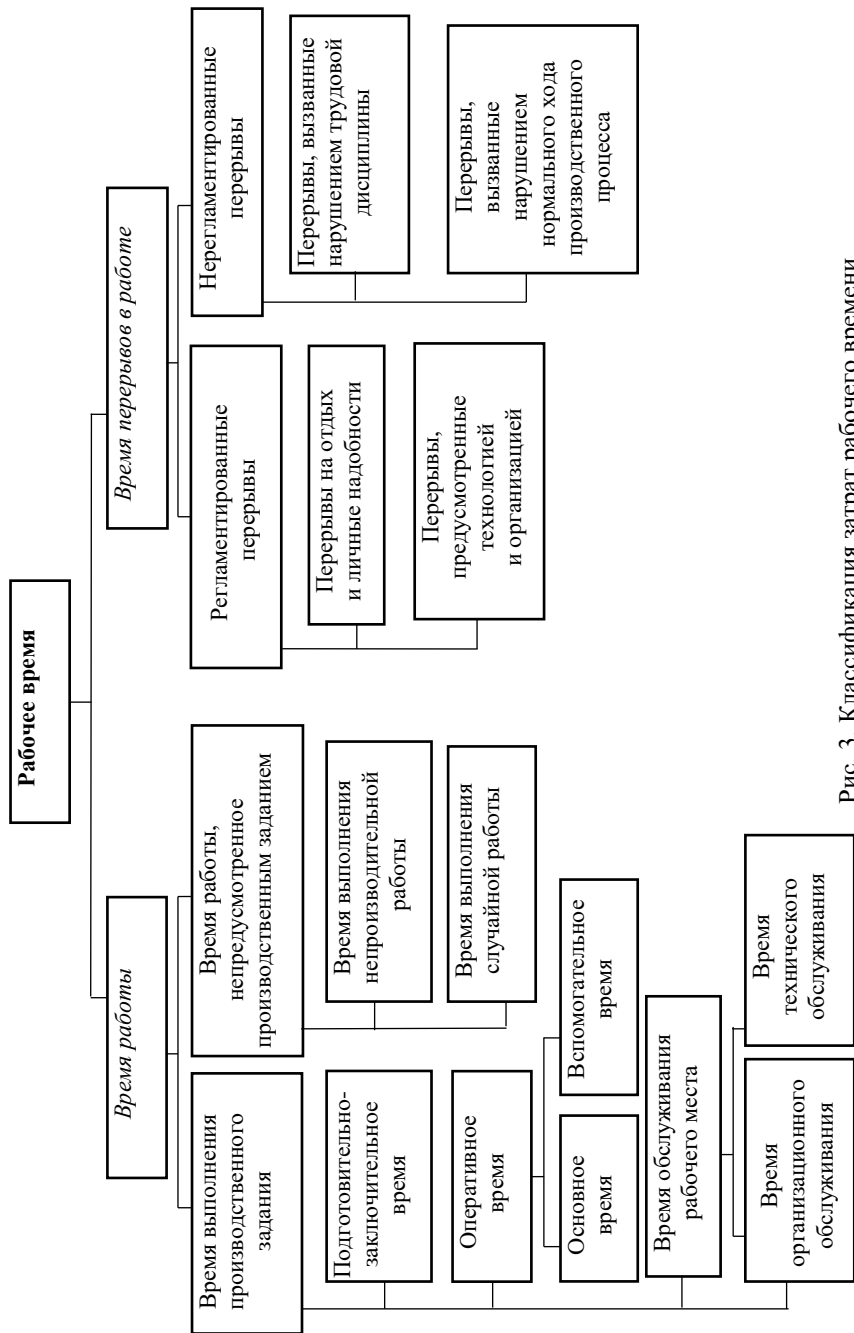 Рабочее время
Время работы
Время выполнения
производственного
задания
Подготовительно-
заключительное
время
Оперативное
время
Основное
время
Вспомогательное
время
Время обслуживания
рабочего места
Время
организационного
обслуживания
Время
технического
обслуживания
Время работы,
непредусмотренное
производственным заданием
Время выполнения
непроизводительной
работы
Время выполнения
случайной работы
Время перерывов в работе
Регламентированные
перерывы
Перерывы на отдых
и личные надобности
Перерывы,
предусмотренные
технологией
и организацией
Нерегламентированные
перерывы
Перерывы, вызванные
нарушением трудовой
дисциплины
Перерывы,
вызванные
нарушением
нормального хода
производственного
процесса
Рис. 3. Классификация затрат рабочего времени